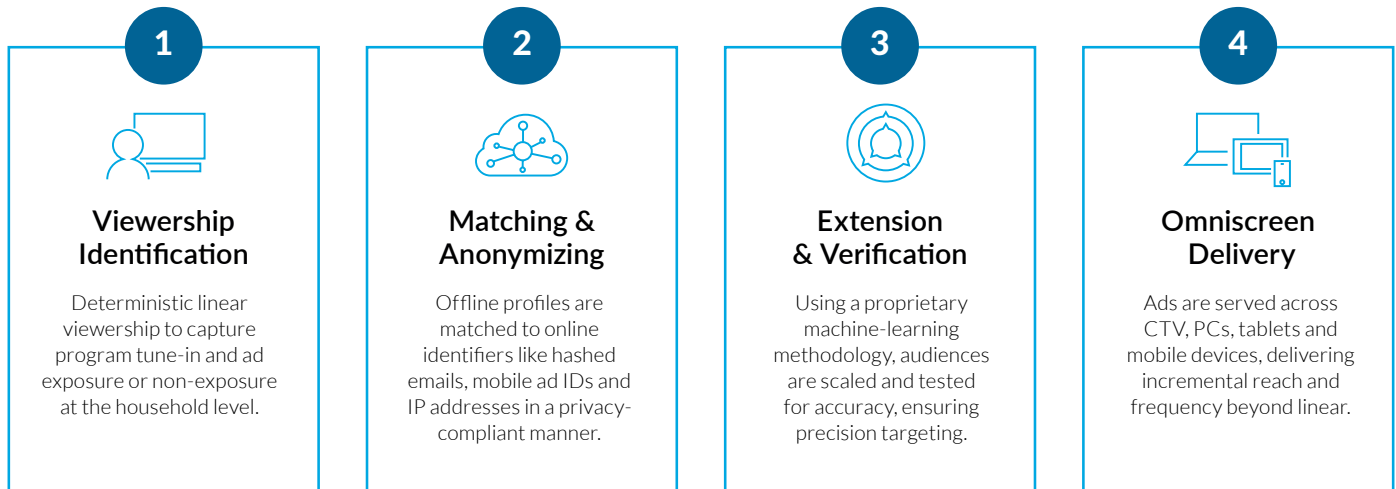 1
Viewership
Identification
Deterministic linear
viewership to capture
program tune-in and ad
exposure or non-exposure
at the household level.
2
Matching &
Anonymizing
Offline profiles are
matched to online
identifiers like hashed
emails, mobile ad IDs and
IP addresses in a privacy-
compliant manner.
3
Extension
& Verification
Using a proprietary
machine-learning
methodology, audiences
are scaled and tested
for accuracy, ensuring
precision targeting.
4
Omniscreen
Delivery
Ads are served across
CTV, PCs, tablets and
mobile devices, delivering
incremental reach and
frequency beyond linear.